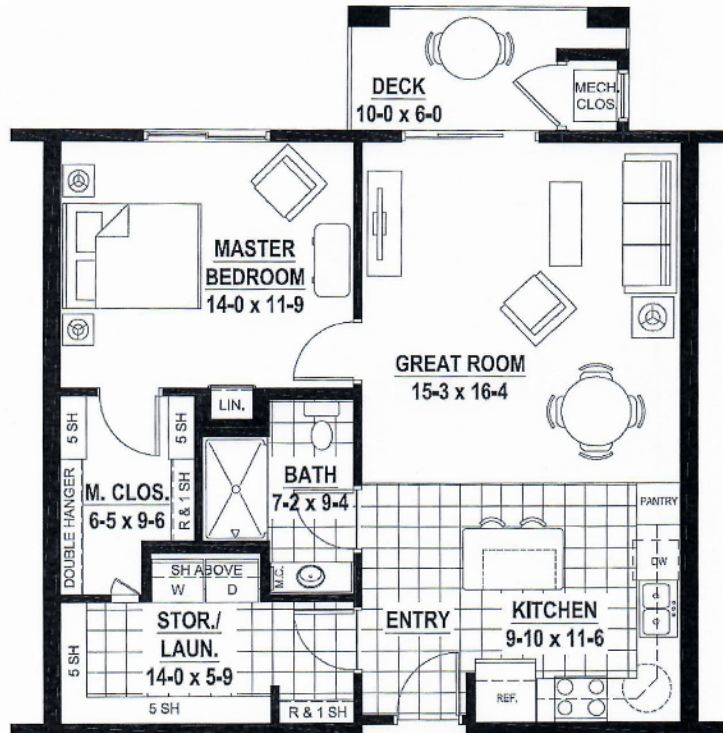 DECK
10-0 x 6-0
MECH.
CLOS.
MASTER
BEDROOM
14-0 x 11-9
GREAT ROOM
15-3 x 16-4
LIN.
5 SH
5 SH
BATH
7-2 x 9-4
M. CLOS.
6-5 x 9-6
R & 1 SH
DOUBLE HANGER
PANTRY
DW
SH ABOVE
W
D
M.C.
STOR./
LAUN.
14-0 x 5-9
ENTRY
KITCHEN
9-10 x 11-6
5 SH
5 SH
R & 1 SH
REF.